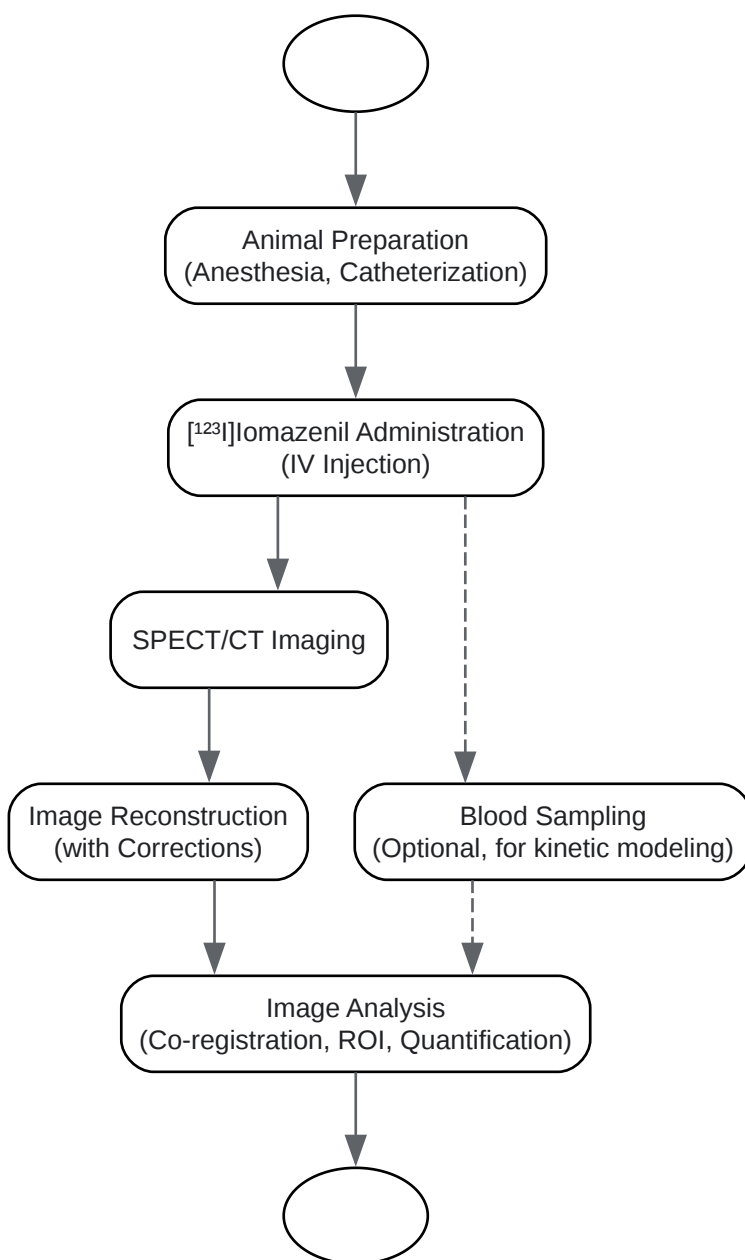 Animal Preparation
(Anesthesia, Catheterization)
[¹²³I]Iomazenil Administration
(IV Injection)
SPECT/CT Imaging
Image Reconstruction
(with Corrections)
Blood Sampling
(Optional, for kinetic modeling)
Image Analysis
(Co-registration, ROI, Quantification)